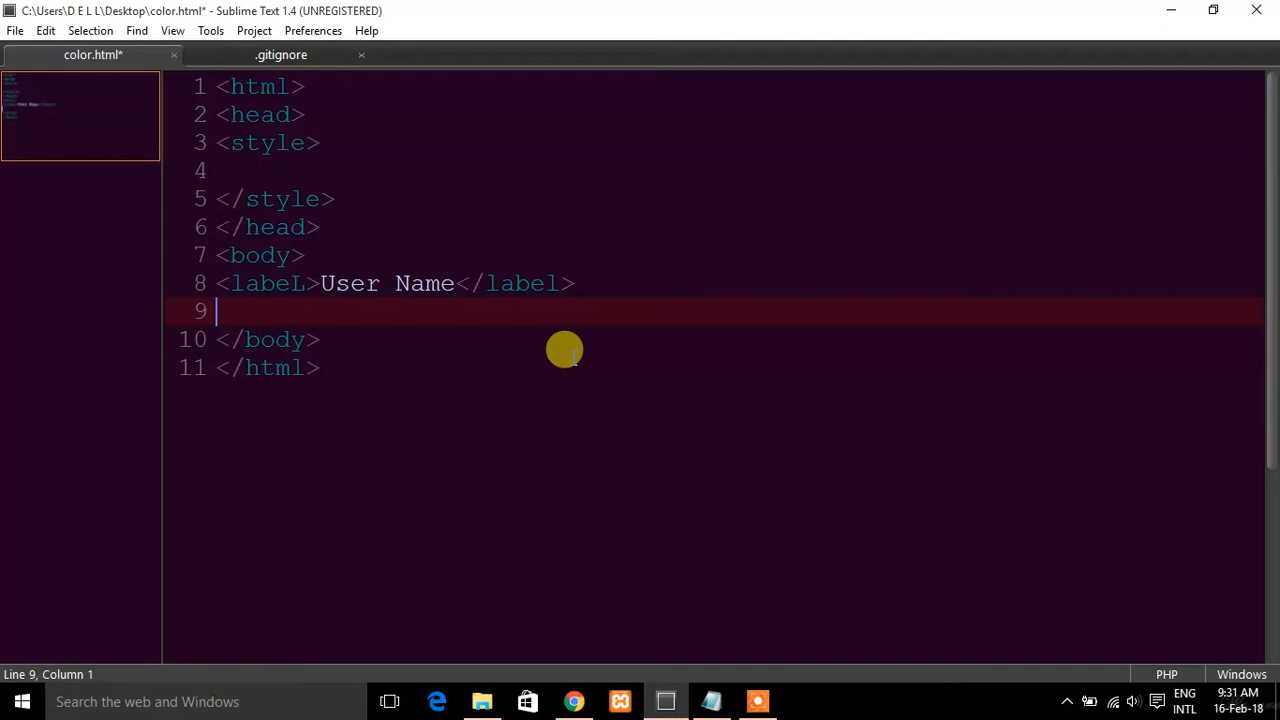 C:\Users\D E L L\Desktop\color.html* - Sublime Text 1.4 (UNREGISTERED)
File Edit Selection Find View Tools Project Preferences Help
color.html* .gitignore
1 <html>
2 <head>
3 <style>
4
5 </style>
6 </head>
7 <body>
8 <labeL>User Name</label>
9
10 </body>
11 </html>
Line 9, Column 1 PHP Windows
Search the web and Windows
ENG 9:31 AM
INTL 16-Feb-18